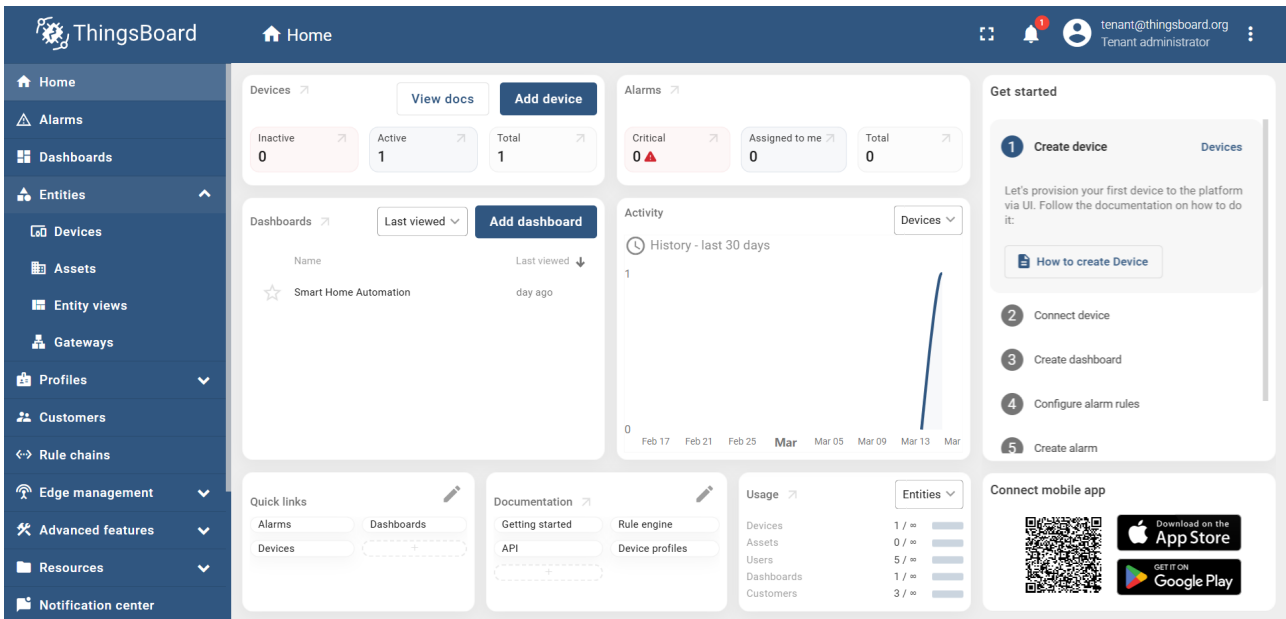 ThingsBoard
Home
1
tenant@thingsboard.org
Tenant administrator
Home
Alarms
Dashboards
Entities
Devices
Assets
Entity views
Gateways
Profiles
Customers
Rule chains
Edge management
Advanced features
Resources
Notification center
Devices
View docs
Add device
Inactive
0
Active
1
Total
1
Alarms
Critical
0
Assigned to me
0
Total
0
Dashboards
Last viewed
Add dashboard
Name
Last viewed
Smart Home Automation
day ago
Activity
Devices
History - last 30 days
1
0
Feb 17 Feb 21 Feb 25 Mar Mar 05 Mar 09 Mar 13 Mar
Get started
1 Create device
Devices
Let's provision your first device to the platform
via UI. Follow the documentation on how to do
it:
How to create Device
2 Connect device
3 Create dashboard
4 Configure alarm rules
5 Create alarm
Quick links
Alarms
Dashboards
Devices
+
Documentation
Getting started
Rule engine
API
Device profiles
+
Usage
Entities
Devices 1 / ∞
Assets 0 / ∞
Users 5 / ∞
Dashboards 1 / ∞
Customers 3 / ∞
Connect mobile app
Download on the
App Store
GET IT ON
Google Play